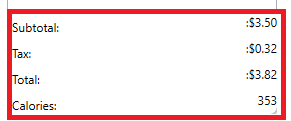 Subtotal: :$3.50
Tax: :$0.32
Total: :$3.82
Calories: 353